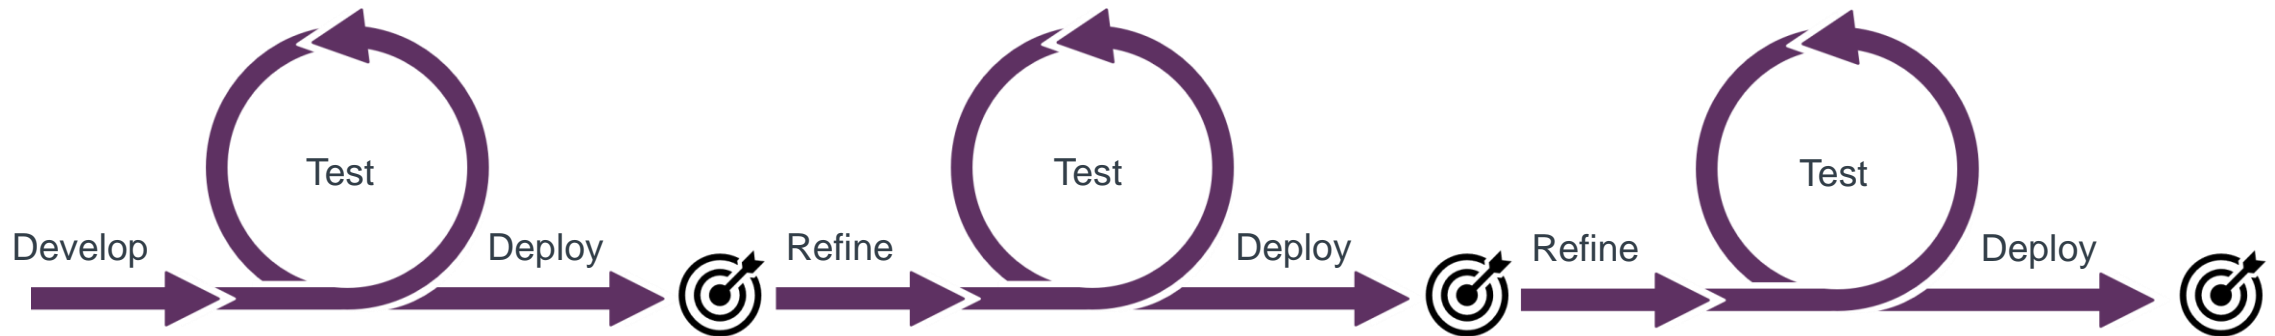 Test
Test
Test
Develop
Deploy
Refine
Deploy
Refine
Deploy